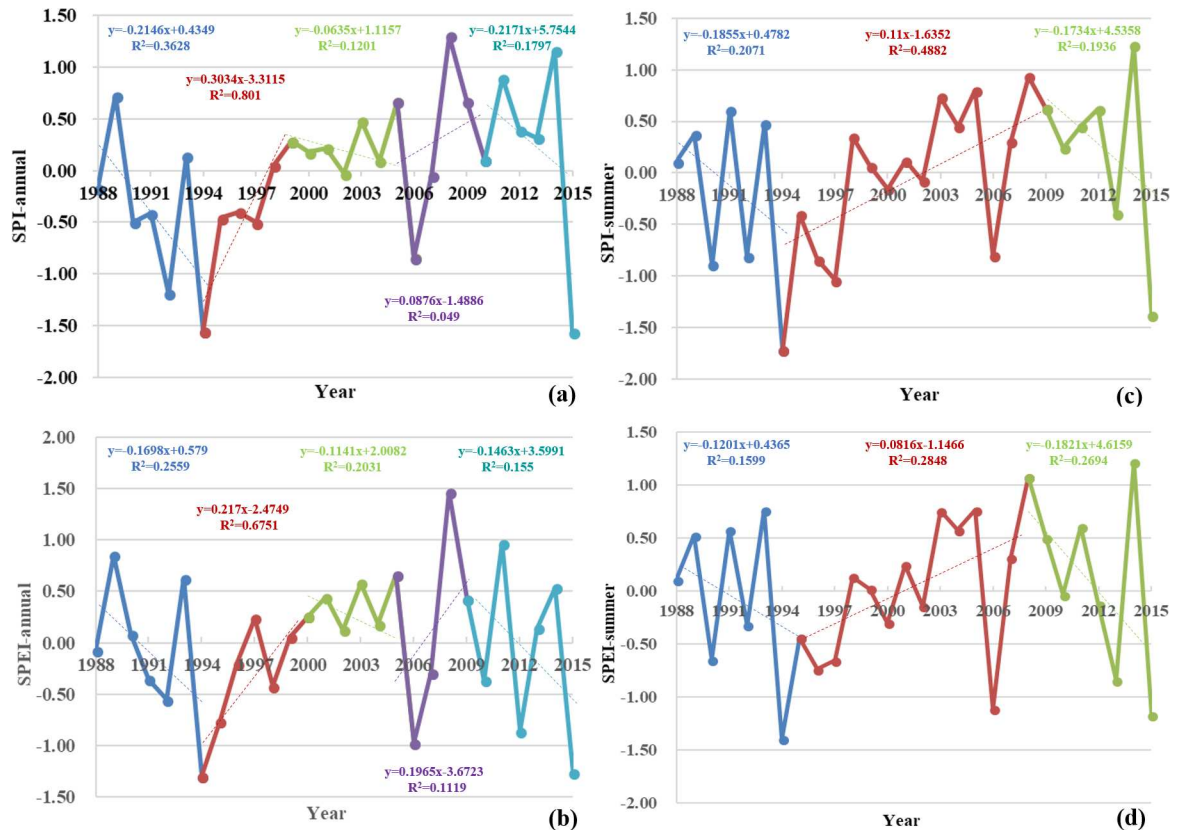 1.50
1.00
0.50
0.00
-0.50
-1.00
-1.50
-2.00
SPI-annual
y=-0.2146x+0.4349
R²=0.3628
y=0.3034x-3.3115
R²=0.801
y=-0.0635x+1.1157
R²=0.1201
y=0.0876x-1.4886
R²=0.049
y=-0.2171x+5.7544
R²=0.1797
1988 1991 1994 1997 2000 2003 2006 2009 2012 2015
Year
(a)
1.50
1.00
0.50
0.00
-0.50
-1.00
-1.50
-2.00
SPI-summer
y=-0.1855x+0.4782
R²=0.2071
y=0.11x-1.6352
R²=0.4882
y=-0.1734x+4.5358
R²=0.1936
1988 1991 1994 1997 2000 2003 2006 2009 2012 2015
Year
(c)
2.00
1.50
1.00
0.50
0.00
-0.50
-1.00
-1.50
SPEI-annual
y=-0.1698x+0.579
R²=0.2559
y=0.217x-2.4749
R²=0.6751
y=-0.1141x+2.0082
R²=0.2031
y=0.1965x-3.6723
R²=0.1119
y=-0.1463x+3.5991
R²=0.155
1988 1991 1994 1997 2000 2003 2006 2009 2012 2015
Year
(b)
1.50
1.00
0.50
0.00
-0.50
-1.00
-1.50
-2.00
SPEI-summer
y=-0.1201x+0.4365
R²=0.1599
y=0.0816x-1.1466
R²=0.2848
y=-0.1821x+4.6159
R²=0.2694
1988 1991 1994 1997 2000 2003 2006 2009 2012 2015
Year
(d)